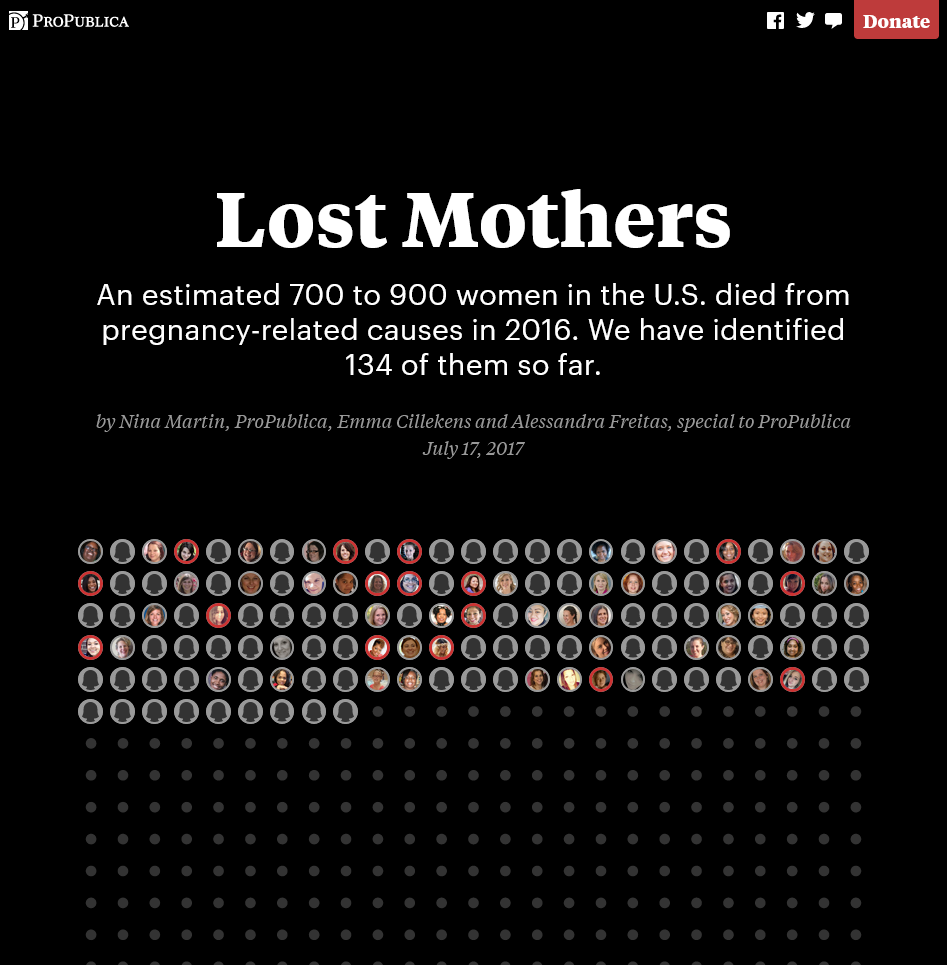 ProPublica
Donate
Lost Mothers
An estimated 700 to 900 women in the U.S. died from
pregnancy-related causes in 2016. We have identified
134 of them so far.
by Nina Martin, ProPublica, Emma Cillekens and Alessandra Freitas, special to ProPublica
July 17, 2017